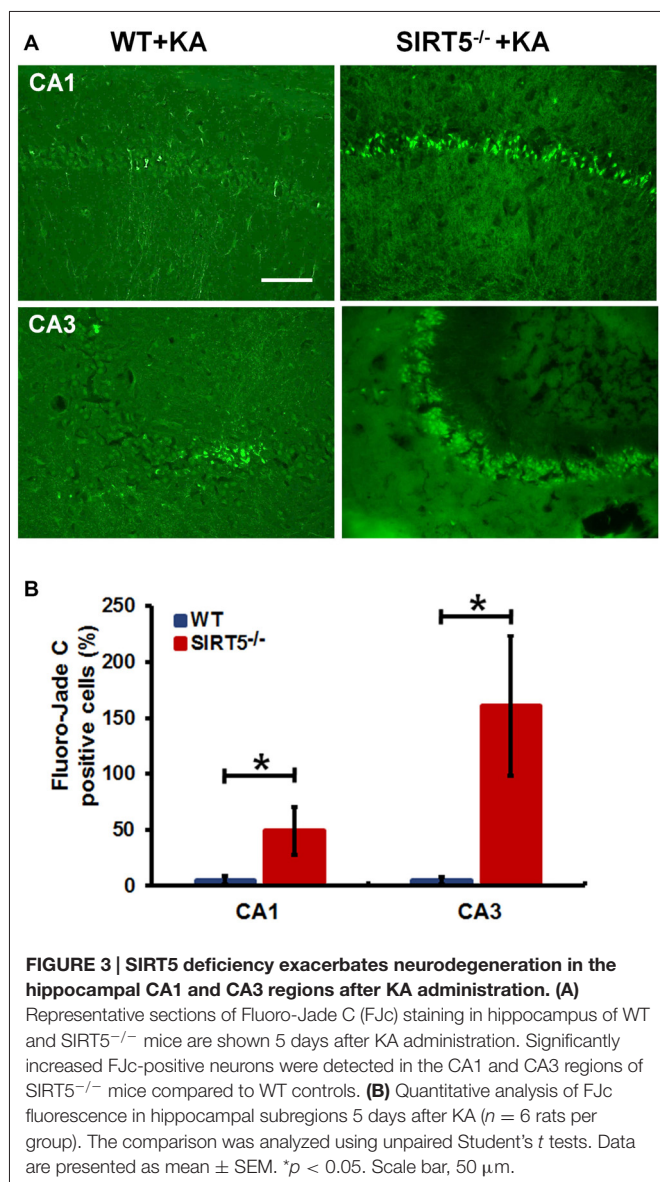 A
WT+KA
SIRT5⁻/⁻+KA
CA1
CA3
B
Fluoro-Jade C
positive cells (%)
250
200
150
100
50
0
WT
SIRT5⁻/⁻
*
*
CA1
CA3
FIGURE 3 | SIRT5 deficiency exacerbates neurodegeneration in the
hippocampal CA1 and CA3 regions after KA administration. (A)
Representative sections of Fluoro-Jade C (FJc) staining in hippocampus of WT
and SIRT5⁻/⁻ mice are shown 5 days after KA administration. Significantly
increased FJc-positive neurons were detected in the CA1 and CA3 regions of
SIRT5⁻/⁻ mice compared to WT controls. (B) Quantitative analysis of FJc
fluorescence in hippocampal subregions 5 days after KA (n = 6 rats per
group). The comparison was analyzed using unpaired Student's t tests. Data
are presented as mean ± SEM. *p < 0.05. Scale bar, 50 μm.